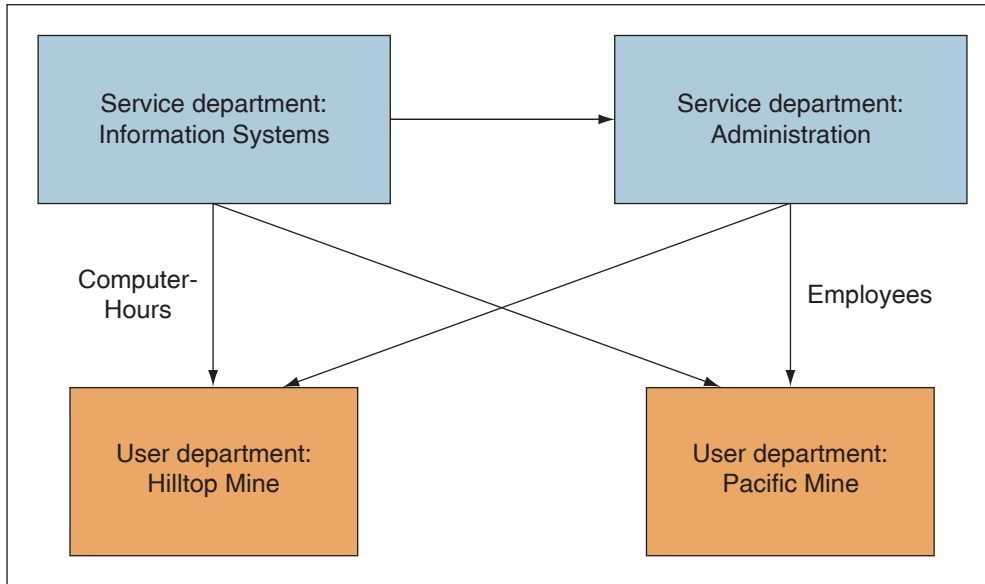 Service department:
Information Systems
Service department:
Administration
Computer-
Hours
Employees
User department:
Hilltop Mine
User department:
Pacific Mine